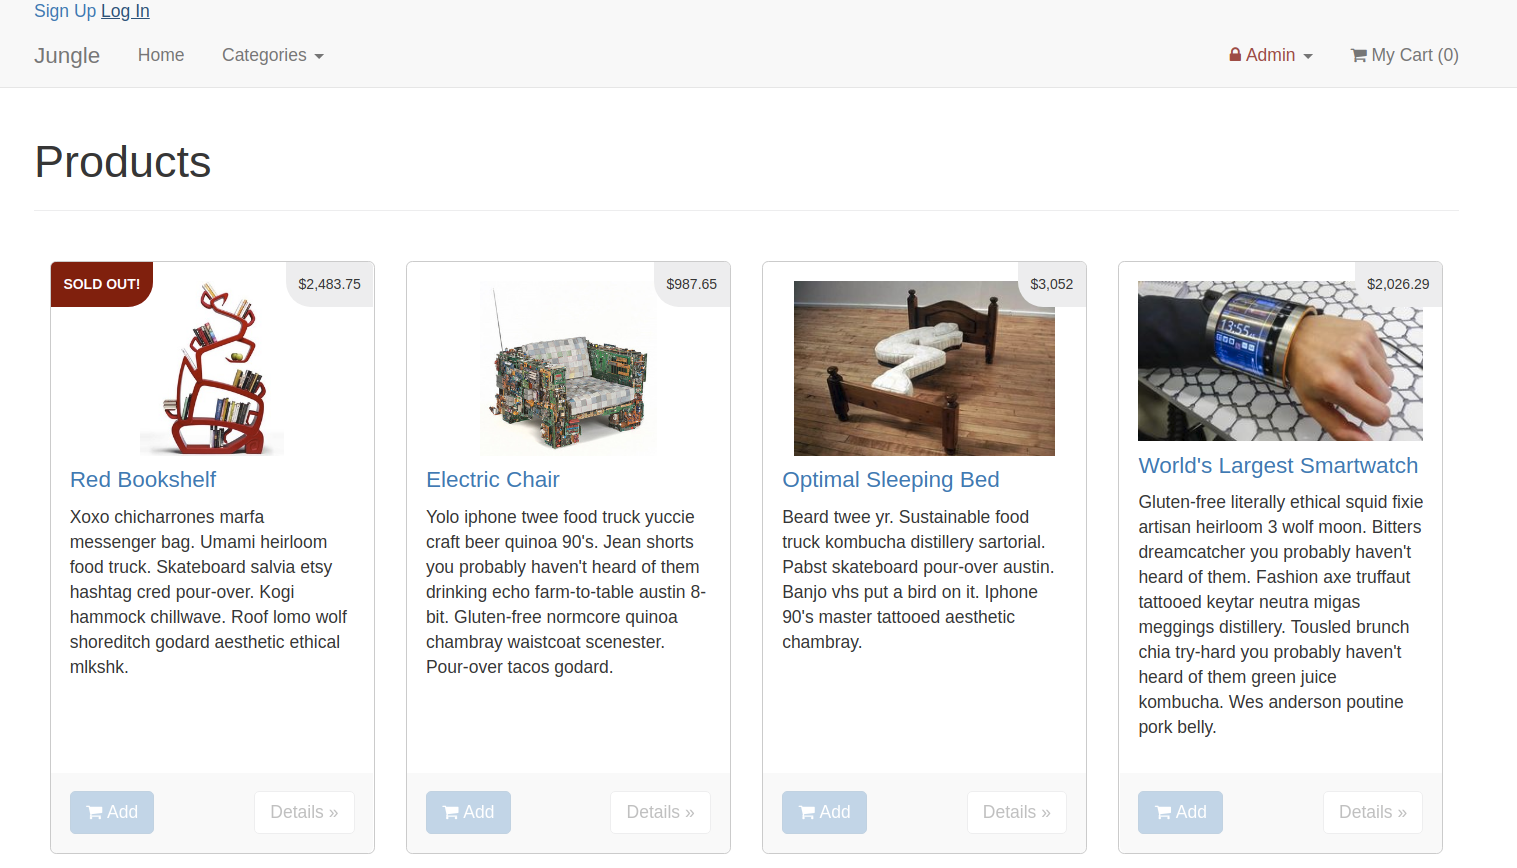 Sign Up Log In
Jungle Home Categories Admin My Cart (0)
Products
SOLD OUT! $2,483.75
Red Bookshelf
Xoxo chicharrones marfa
messenger bag. Umami heirloom
food truck. Skateboard salvia etsy
hashtag cred pour-over. Kogi
hammock chillwave. Roof lomo wolf
shoreditch godard aesthetic ethical
mlkshk.
Add Details »
$987.65
Electric Chair
Yolo iphone twee food truck yuccie
craft beer quinoa 90's. Jean shorts
you probably haven't heard of them
drinking echo farm-to-table austin 8-
bit. Gluten-free normcore quinoa
chambray waistcoat scenester.
Pour-over tacos godard.
Add Details »
$3,052
Optimal Sleeping Bed
Beard twee yr. Sustainable food
truck kombucha distillery sartorial.
Pabst skateboard pour-over austin.
Banjo vhs put a bird on it. Iphone
90's master tattooed aesthetic
chambray.
Add Details »
$2,026.29
13:55
World's Largest Smartwatch
Gluten-free literally ethical squid fixie
artisan heirloom 3 wolf moon. Bitters
dreamcatcher you probably haven't
heard of them. Fashion axe truffaut
tattooed keytar neutra migas
meggings distillery. Tousled brunch
chia try-hard you probably haven't
heard of them green juice
kombucha. Wes anderson poutine
pork belly.
Add Details »